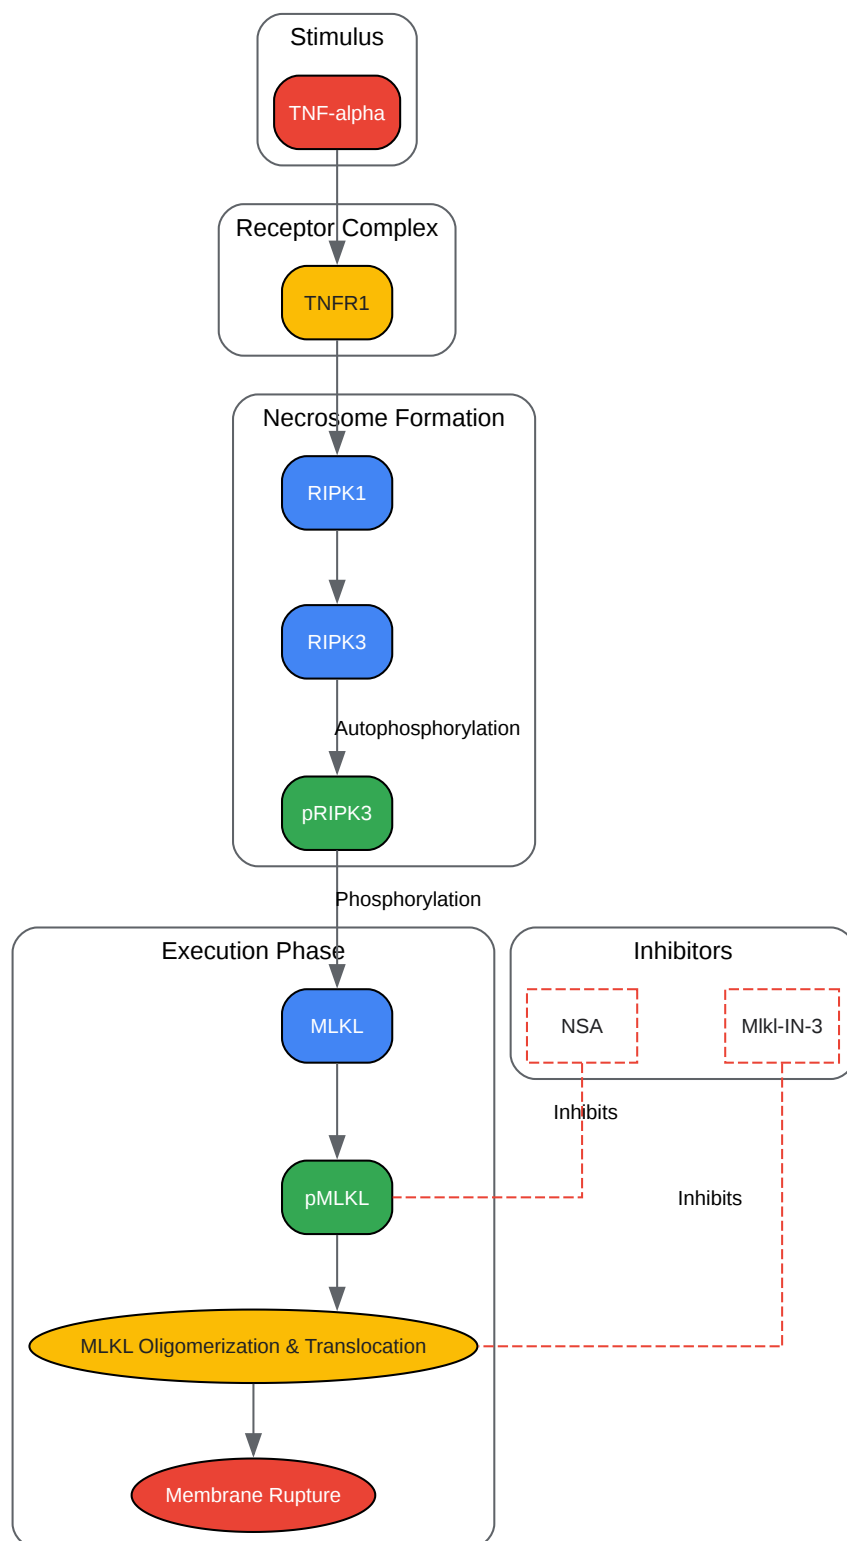 Stimulus
TNF-alpha
Receptor Complex
TNFR1
Necrosome Formation
RIPK1
RIPK3
Autophosphorylation
pRIPK3
Phosphorylation
Execution Phase
Inhibitors
MLKL
NSA
Mlkl-IN-3
Inhibits
pMLKL
Inhibits
MLKL Oligomerization & Translocation
Membrane Rupture